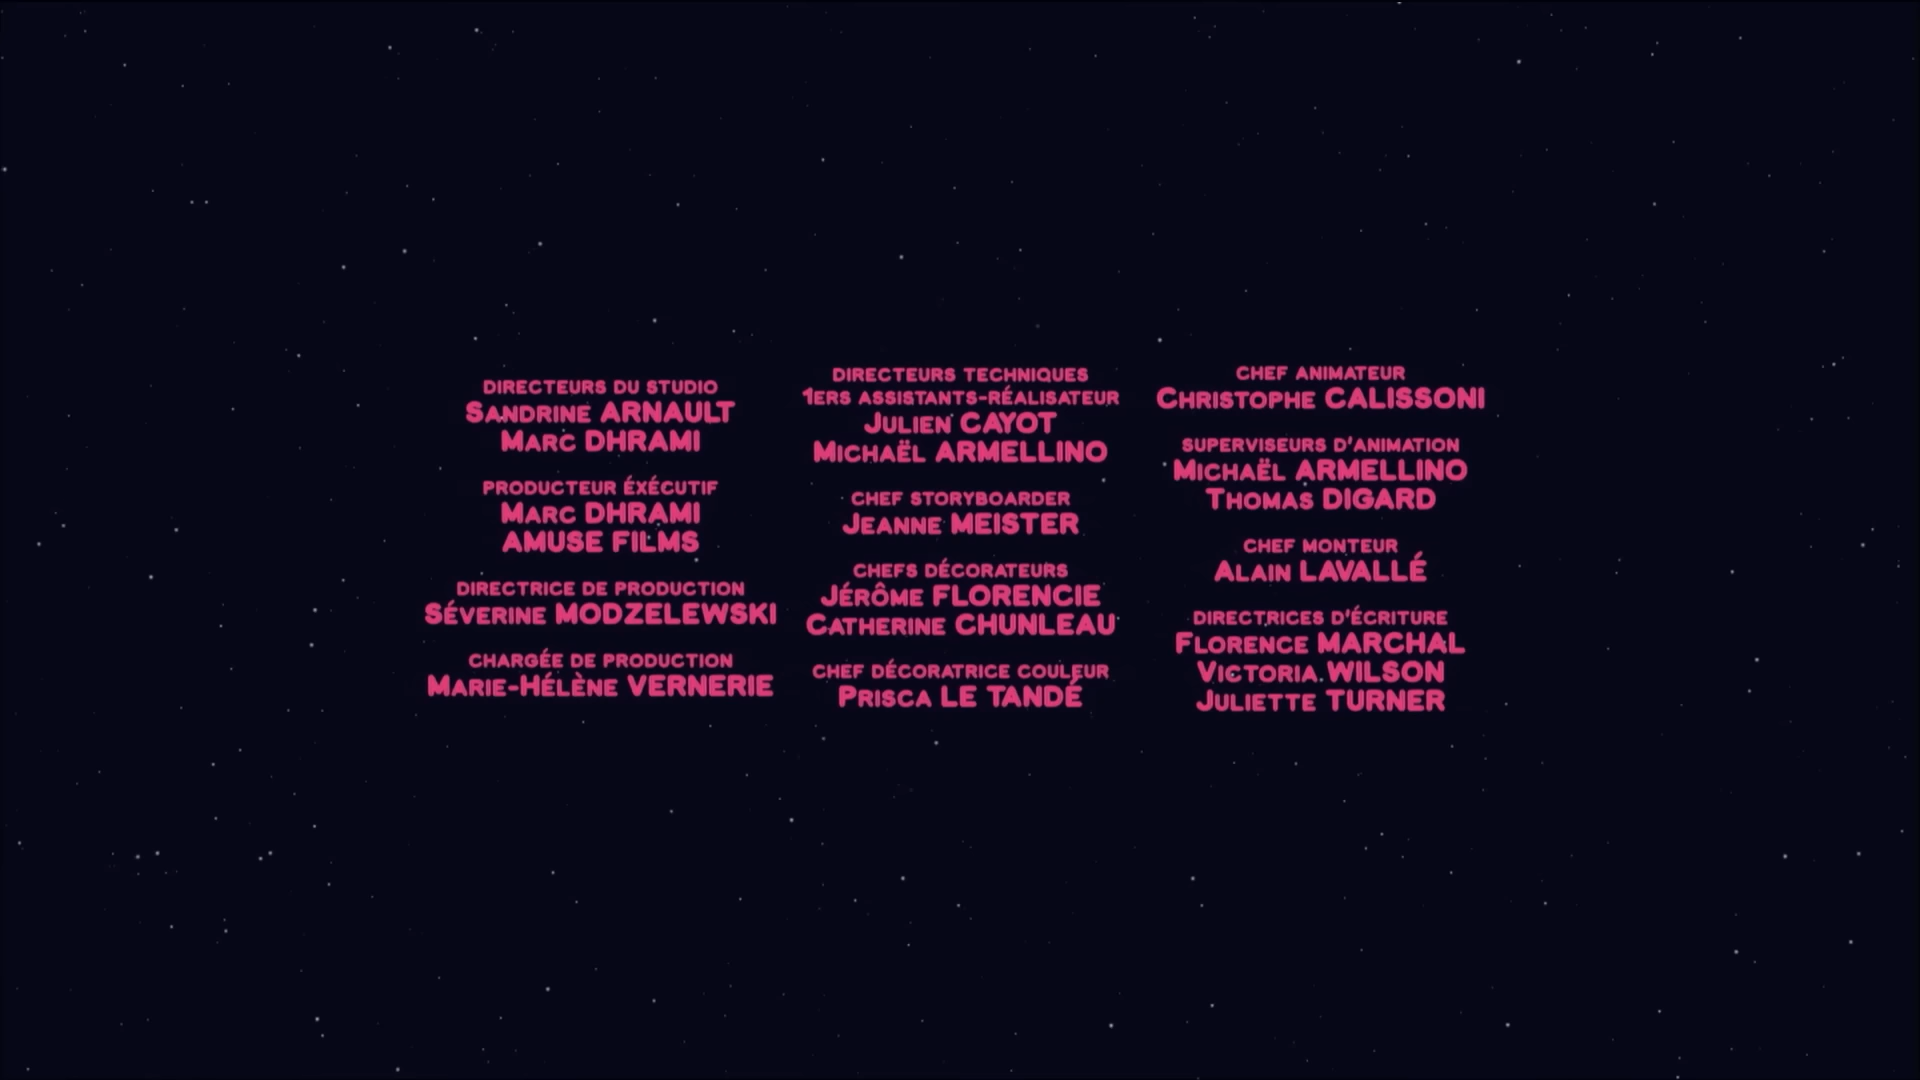 DIRECTEURS DU STUDIO
SANDRINE ARNAULT
MARC DHRAMI
PRODUCTEUR ÉXÉCUTIF
MARC DHRAMI
AMUSE FILMS
DIRECTRICE DE PRODUCTION
SÉVERINE MODZELEWSKI
CHARGÉE DE PRODUCTION
MARIE-HÉLÈNE VERNERIE
DIRECTEURS TECHNIQUES
1ERS ASSISTANTS-RÉALISATEUR
JULIEN CAYOT
MICHAËL ARMELLINO
CHEF STORYBOARDER
JEANNE MEISTER
CHEFS DÉCORATEURS
JÉRÔME FLORENCIE
CATHERINE CHUNLEAU
CHEF DÉCORATRICE COULEUR
PRISCA LE TANDÉ
CHEF ANIMATEUR
CHRISTOPHE CALISSONI
SUPERVISEURS D'ANIMATION
MICHAËL ARMELLINO
THOMAS DIGARD
CHEF MONTEUR
ALAIN LAVALLÉ
DIRECTRICES D'ÉCRITURE
FLORENCE MARCHAL
VICTORIA WILSON
JULIETTE TURNER